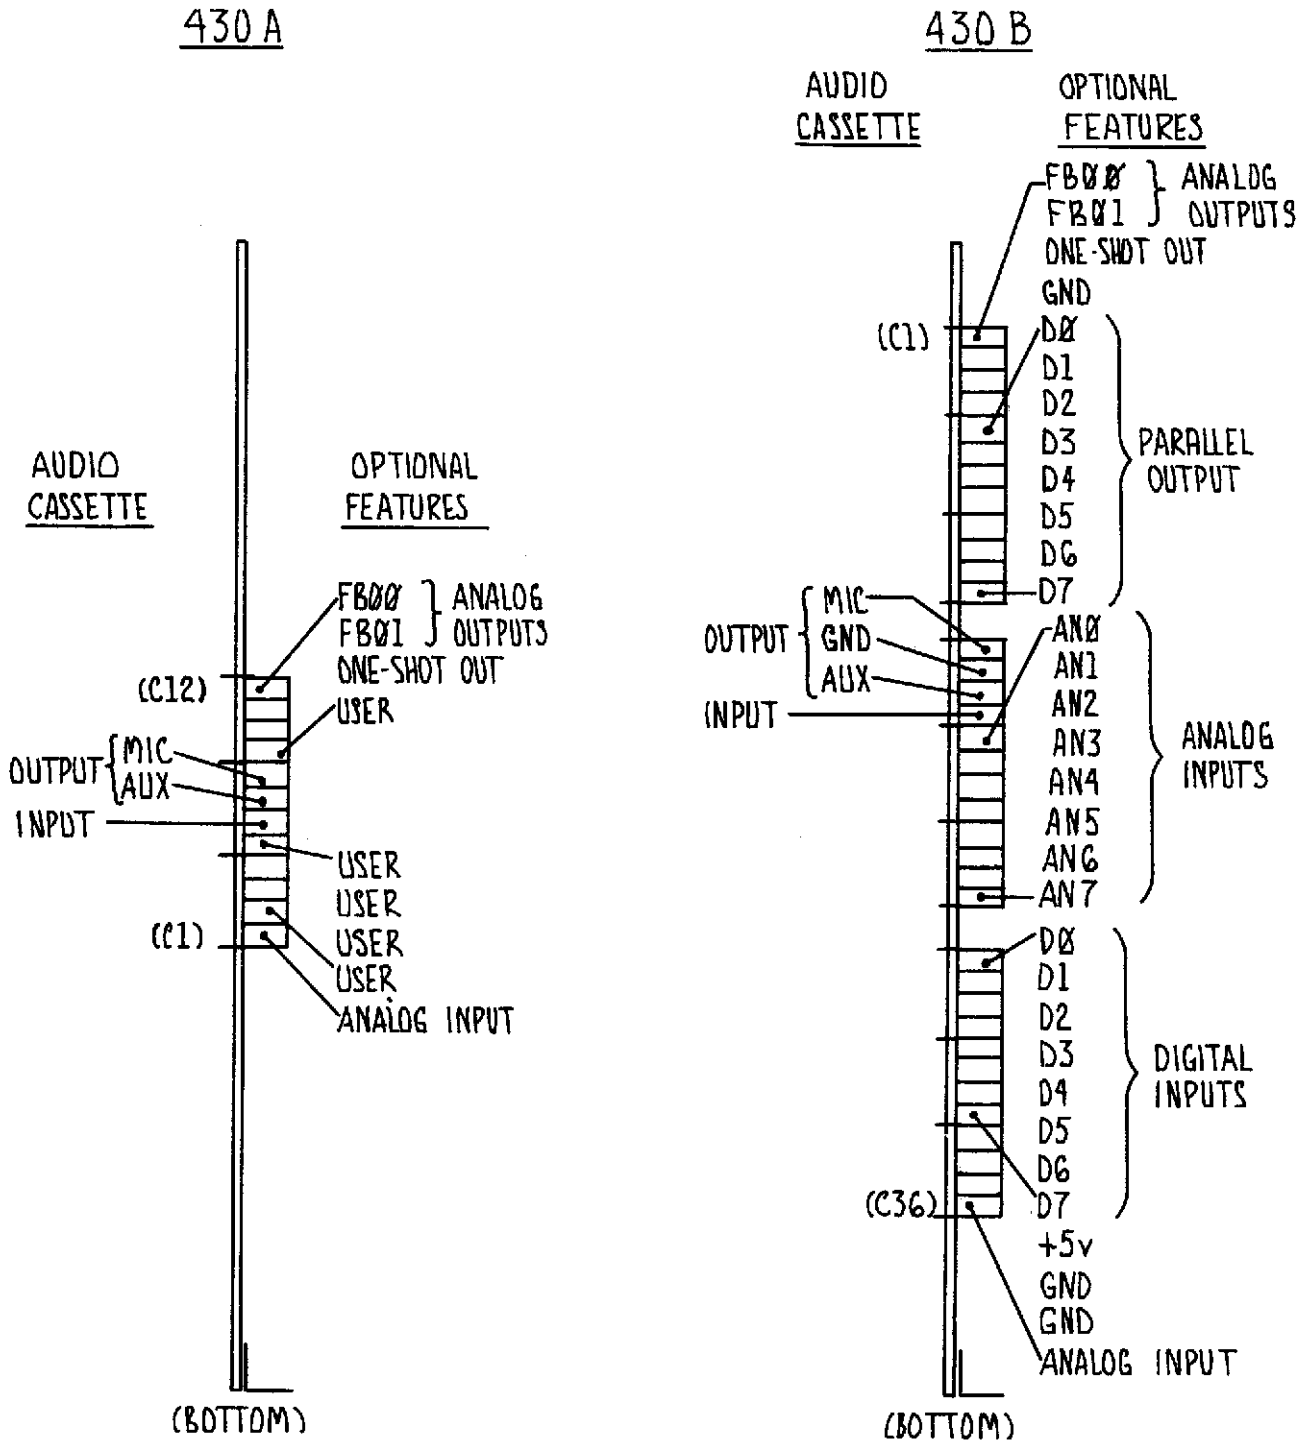 430 A
AUDIO
CASSETTE
OPTIONAL
FEATURES
FBØØ } ANALOG
FBØ1 } OUTPUTS
ONE-SHOT OUT
USER
(C12)
OUTPUT { MIC
AUX
INPUT
USER
USER
USER
USER
(C1)
ANALOG INPUT
(BOTTOM)
430 B
AUDIO
CASSETTE
OPTIONAL
FEATURES
FBØØ } ANALOG
FBØ1 } OUTPUTS
ONE-SHOT OUT
GND
(C1)
DØ
D1
D2
D3
D4
D5
D6
D7
PARALLEL
OUTPUT
OUTPUT { MIC
GND
AUX
INPUT
ANØ
AN1
AN2
AN3
AN4
AN5
AN6
AN7
ANALOG
INPUTS
DØ
D1
D2
D3
D4
D5
D6
D7
DIGITAL
INPUTS
(C36)
+5v
GND
GND
ANALOG INPUT
(BOTTOM)